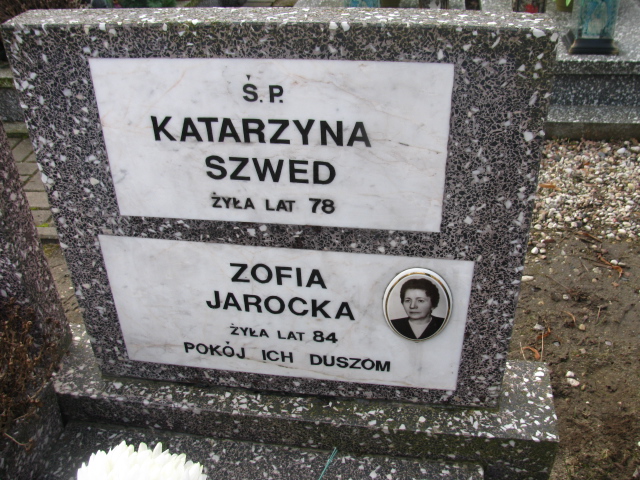 Ś.P.
KATARZYNA
SZWED
ŻYŁA LAT 78
ZOFIA
JAROCKA
ŻYŁA LAT 84
POKÓJ ICH DUSZOM